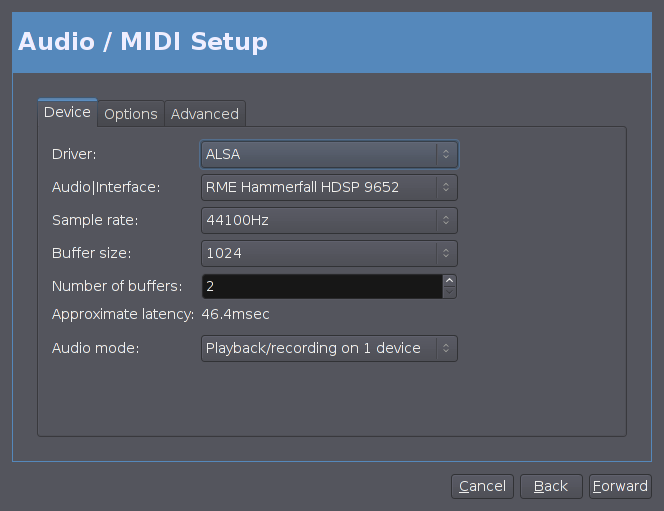 Audio / MIDI Setup
Device Options Advanced
Driver: ALSA
Audio|Interface: RME Hammerfall HDSP 9652
Sample rate: 44100Hz
Buffer size: 1024
Number of buffers: 2
Approximate latency: 46.4msec
Audio mode: Playback/recording on 1 device
Cancel Back Forward